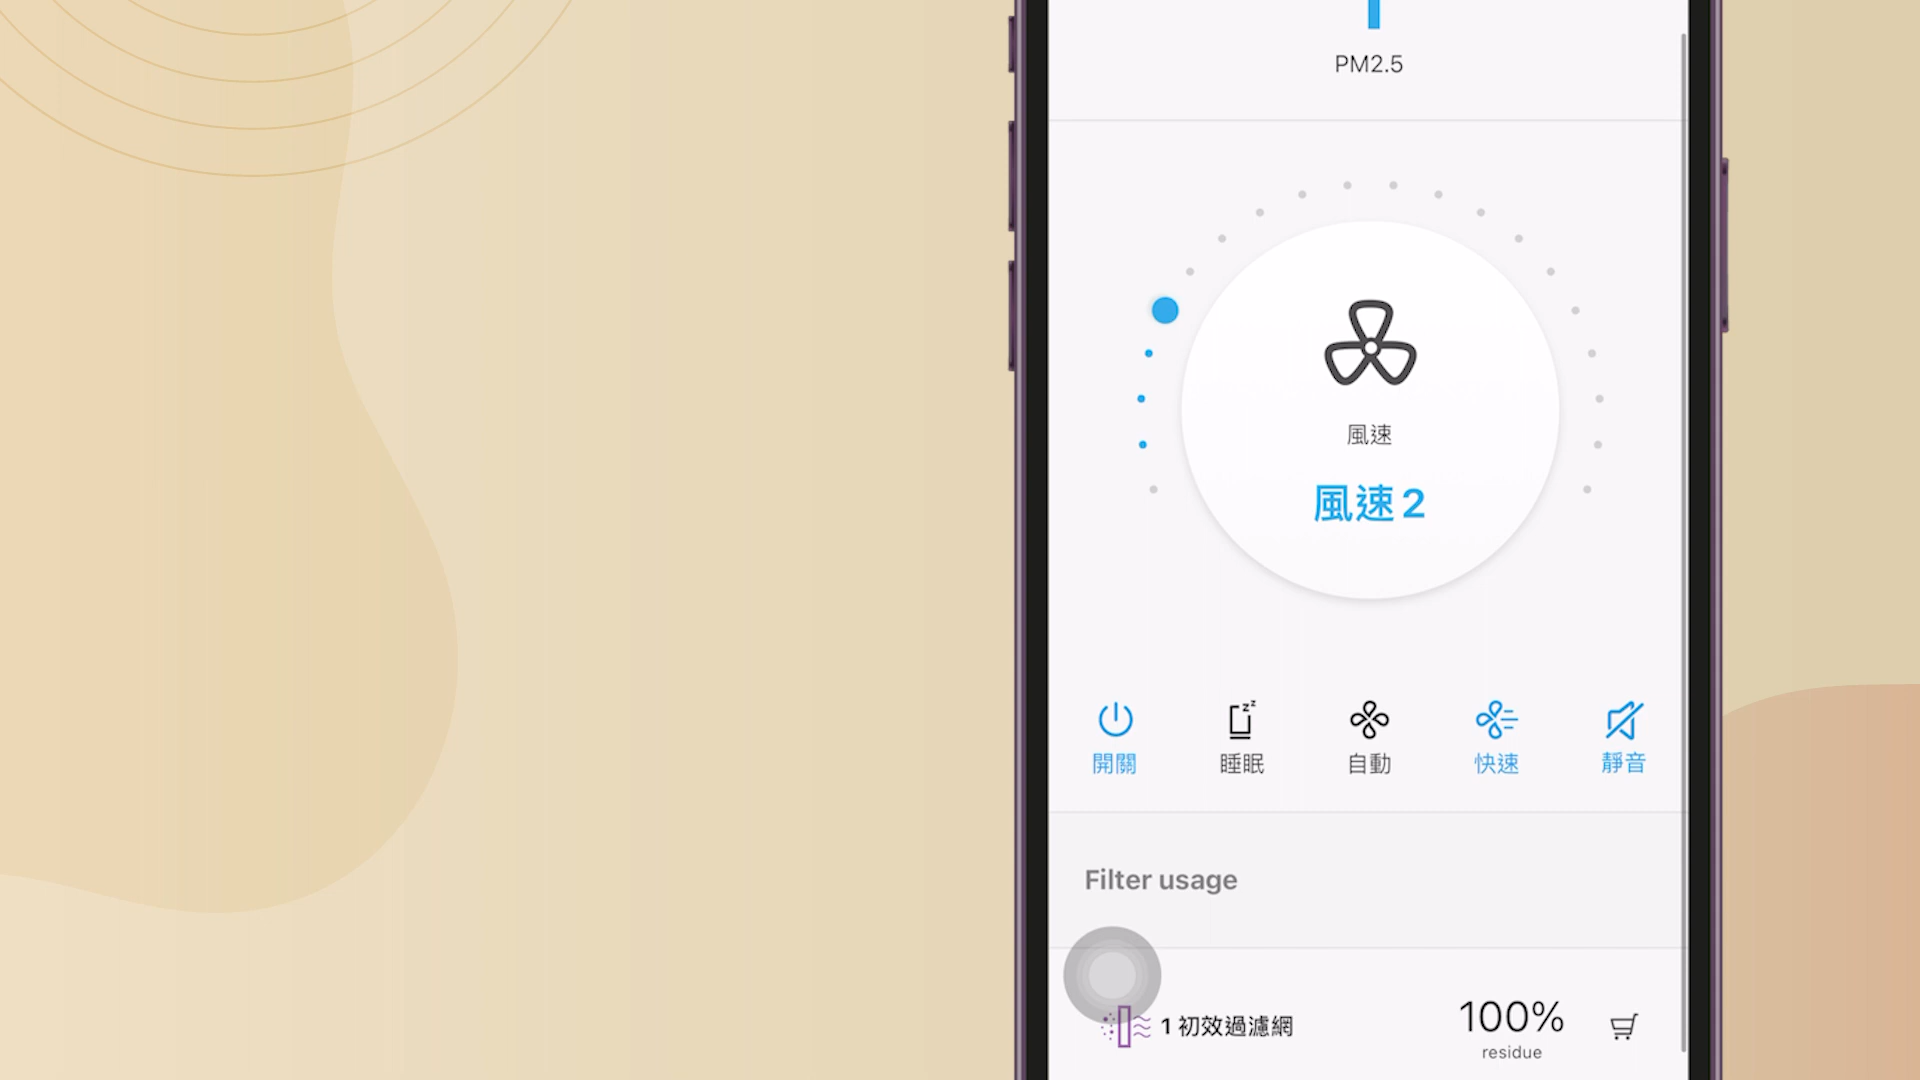 PM2.5
風速
風速 2
開關
睡眠
自動
快速
靜音
Filter usage
1 初效過濾網
100%
residue